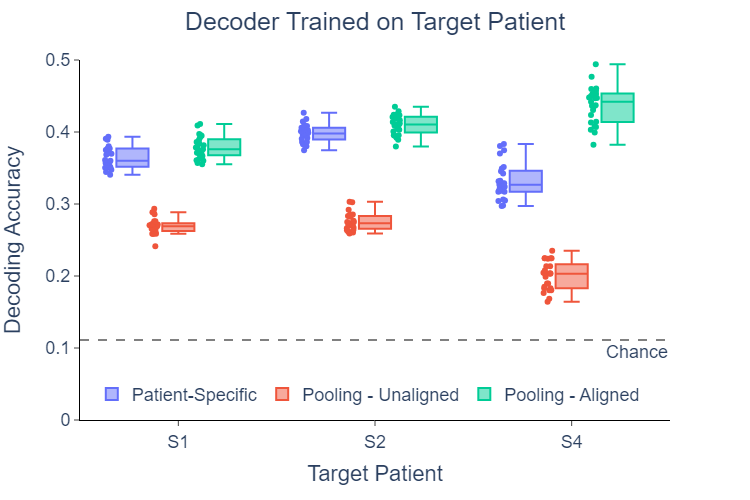 Decoder Trained on Target Patient
Decoding Accuracy
0.5
0.4
0.3
0.2
0.1
0
Chance
Patient-Specific
Pooling - Unaligned
Pooling - Aligned
S1
S2
S4
Target Patient